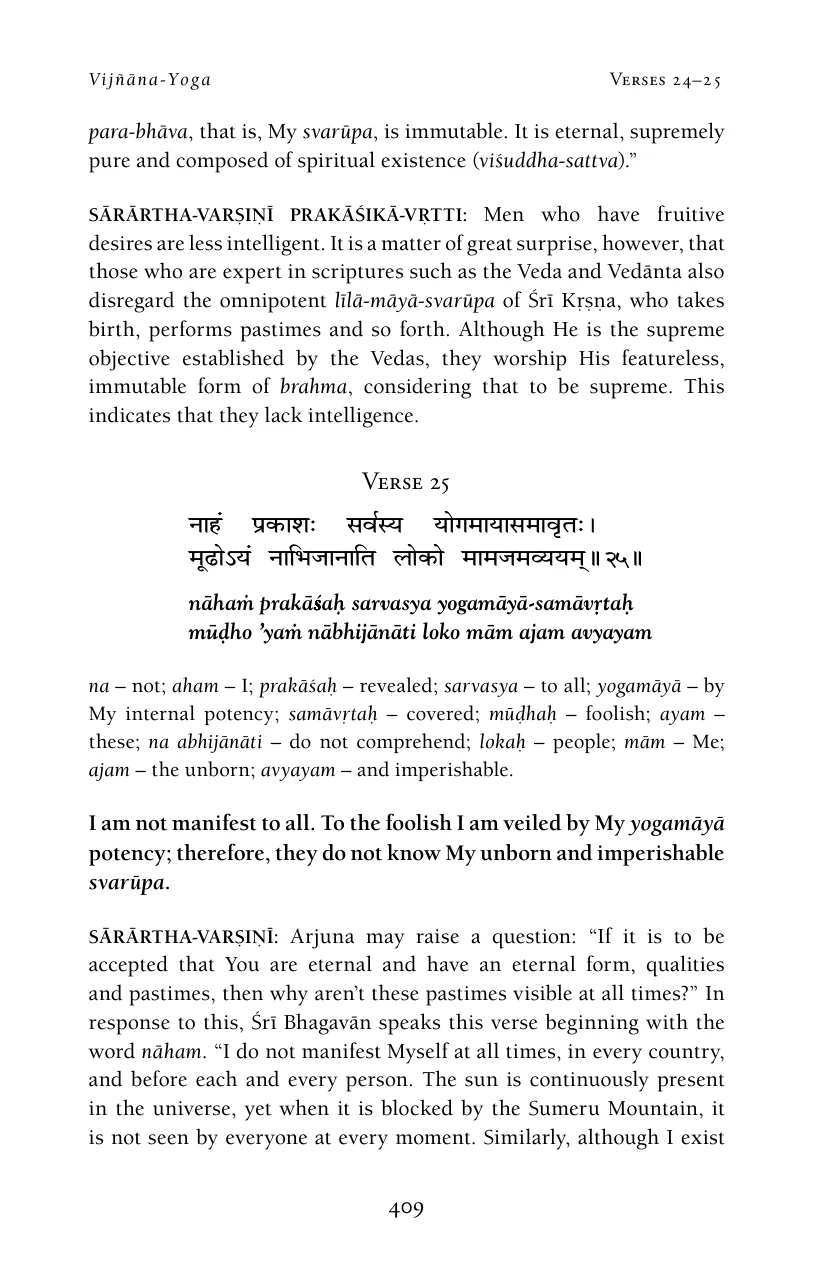 Vijñāna-Yoga Verses 24–25
para-bhāva, that is, My svarūpa, is immutable. It is eternal, supremely
pure and composed of spiritual existence (viśuddha-sattva).”
SĀRĀRTHA-VARṢIṆĪ PRAKĀŚIKĀ-VṚTTI: Men who have fruitive
desires are less intelligent. It is a matter of great surprise, however, that
those who are expert in scriptures such as the Veda and Vedānta also
disregard the omnipotent līlā-māyā-svarūpa of Śrī Kṛṣṇa, who takes
birth, performs pastimes and so forth. Although He is the supreme
objective established by the Vedas, they worship His featureless,
immutable form of brahma, considering that to be supreme. This
indicates that they lack intelligence.
Verse 25
नाहं प्रकाशः सर्वस्य योगमायासमावृतः।
मूढोऽयं नाभिजानाति लोको मामजमव्ययम्॥२५॥
nāhaṁ prakāśaḥ sarvasya yogamāyā-samāvṛtaḥ
mūḍho ’yaṁ nābhijānāti loko mām ajam avyayam
na – not; aham – I; prakāśaḥ – revealed; sarvasya – to all; yogamāyā – by
My internal potency; samāvṛtaḥ – covered; mūḍhaḥ – foolish; ayam –
these; na abhijānāti – do not comprehend; lokaḥ – people; mām – Me;
ajam – the unborn; avyayam – and imperishable.
I am not manifest to all. To the foolish I am veiled by My yogamāyā
potency; therefore, they do not know My unborn and imperishable
svarūpa.
SĀRĀRTHA-VARṢIṆĪ: Arjuna may raise a question: “If it is to be
accepted that You are eternal and have an eternal form, qualities
and pastimes, then why aren’t these pastimes visible at all times?” In
response to this, Śrī Bhagavān speaks this verse beginning with the
word nāham. “I do not manifest Myself at all times, in every country,
and before each and every person. The sun is continuously present
in the universe, yet when it is blocked by the Sumeru Mountain, it
is not seen by everyone at every moment. Similarly, although I exist
409